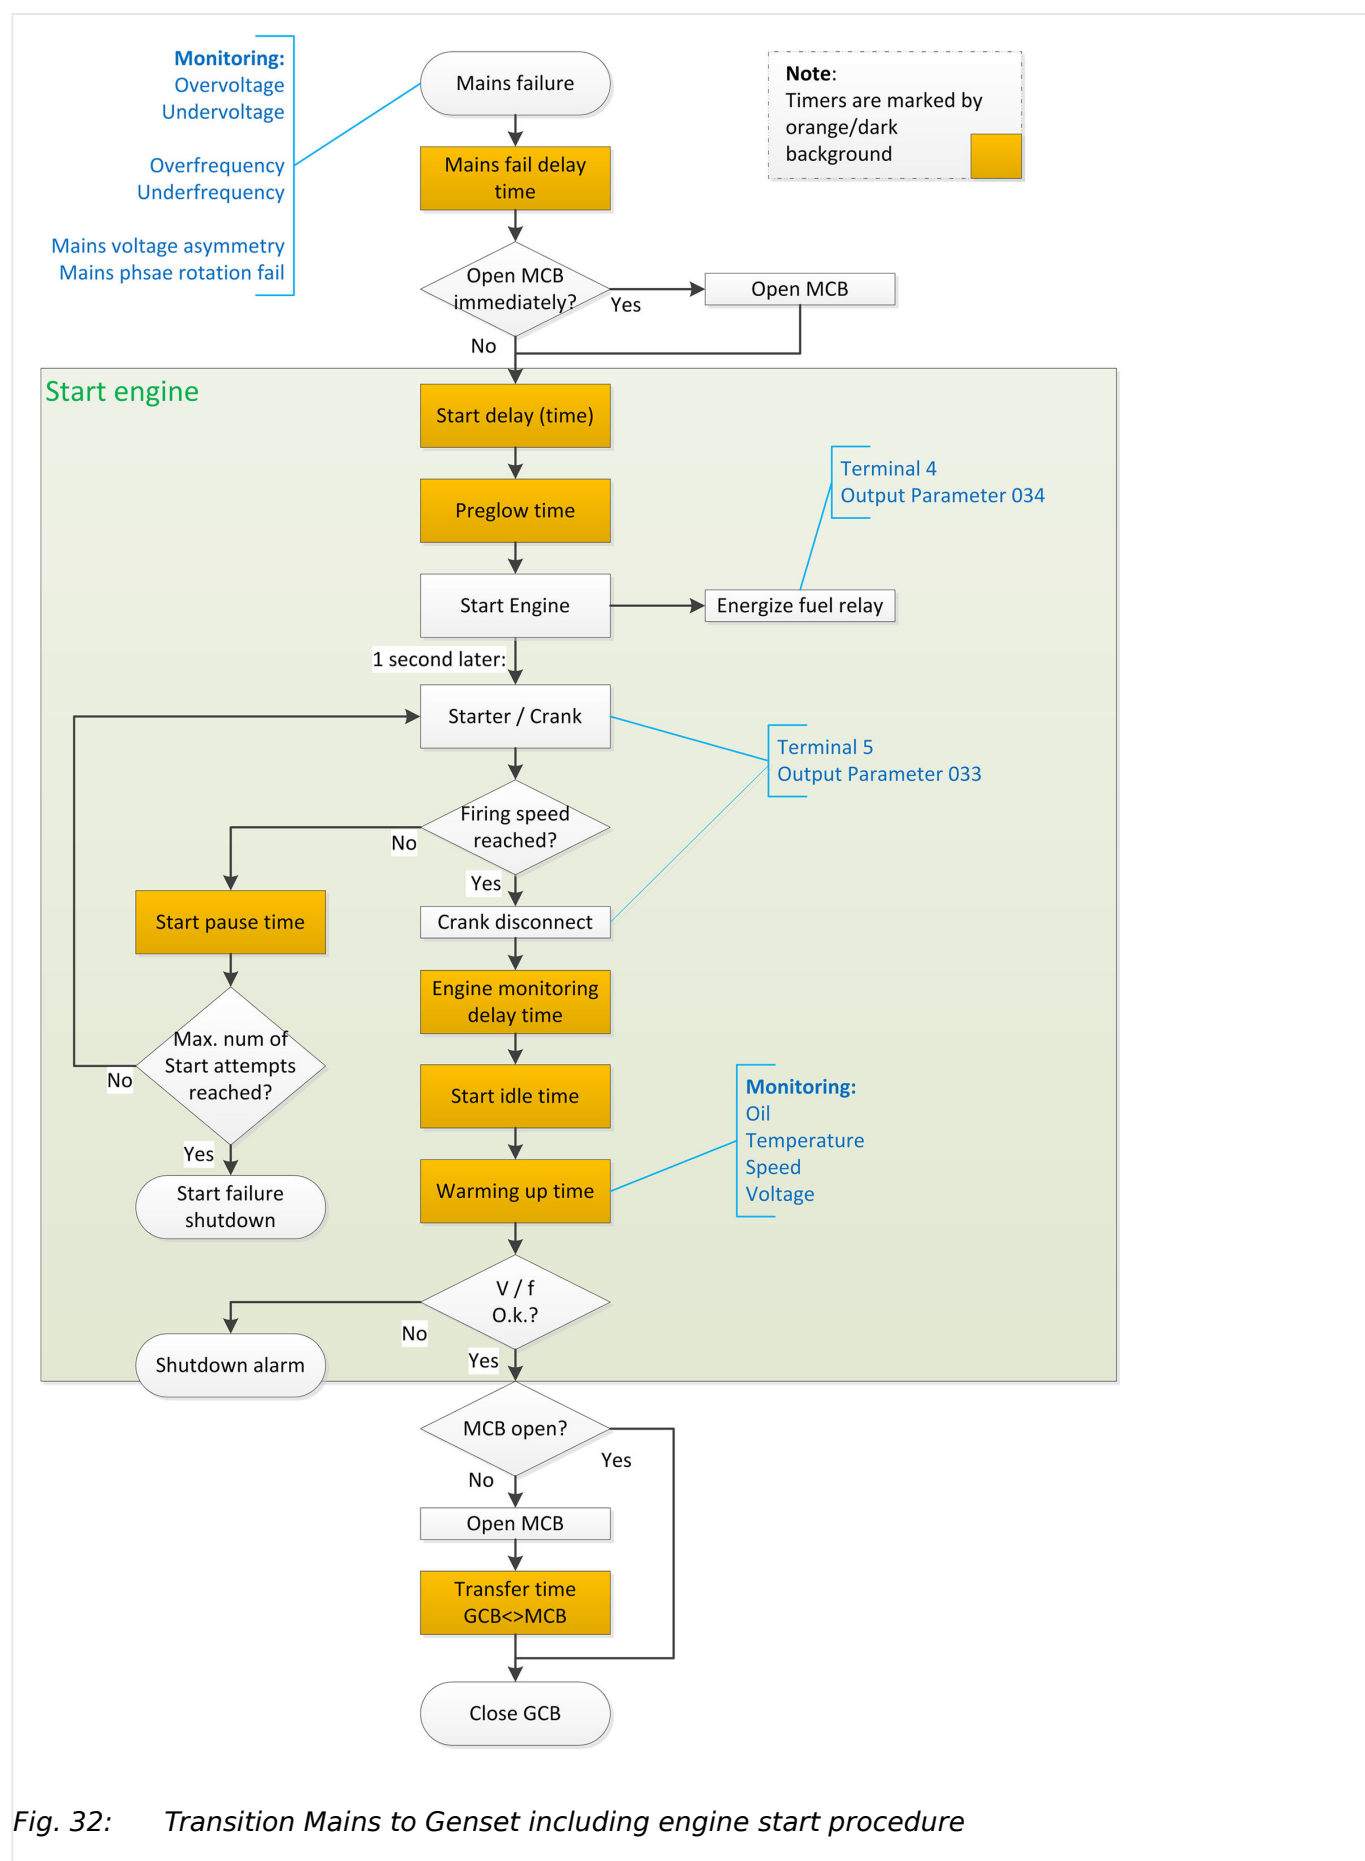 Monitoring:
Overvoltage
Undervoltage
Overfrequency
Underfrequency
Mains voltage asymmetry
Mains phsae rotation fail
Mains failure
Note:
Timers are marked by
orange/dark
background
Mains fail delay
time
Open MCB
immediately?
Yes
Open MCB
No
Start engine
Start delay (time)
Preglow time
Terminal 4
Output Parameter 034
Start Engine
Energize fuel relay
1 second later:
Starter / Crank
Terminal 5
Output Parameter 033
Firing speed
reached?
No
Yes
Start pause time
Crank disconnect
Engine monitoring
delay time
Max. num of
Start attempts
reached?
No
Yes
Start failure
shutdown
Start idle time
Monitoring:
Oil
Temperature
Speed
Voltage
Warming up time
V / f
O.k.?
No
Yes
Shutdown alarm
MCB open?
Yes
No
Open MCB
Transfer time
GCB<>MCB
Close GCB
Fig. 32: Transition Mains to Genset including engine start procedure